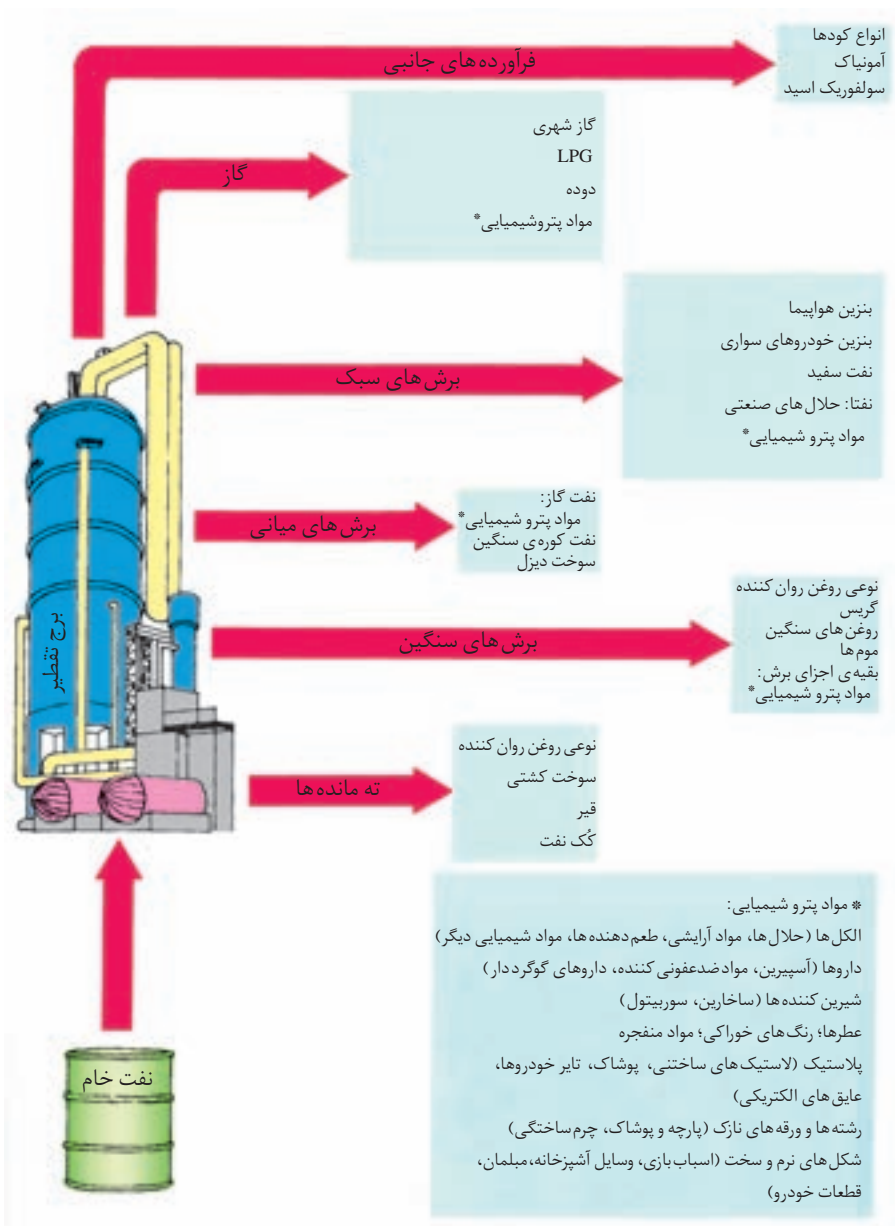 انواع کودها
آمونیاک
سولفوریک اسید
فرآورده‌های جانبی
گاز شهری
LPG
دوده
مواد پتروشیمیایی*
گاز
بنزین هواپیما
بنزین خودروهای سواری
نفت سفید
نفتا: حلال‌های صنعتی
مواد پترو شیمیایی*
برش‌های سبک
نفت گاز:
مواد پترو شیمیایی*
نفت کوره‌ی سنگین
سوخت دیزل
برش‌های میانی
نوعی روغن روان کننده
گریس
روغن‌های سنگین
موم‌ها
بقیه‌ی اجزای برش:
مواد پترو شیمیایی*
برش‌های سنگین
برج تقطیر
نوعی روغن روان کننده
سوخت کشتی
قیر
کُک نفت
ته مانده‌ها
نفت خام
* مواد پترو شیمیایی:
الکل‌ها (حلال‌ها، مواد آرایشی، طعم‌دهنده‌ها، مواد شیمیایی دیگر)
داروها (آسپیرین، مواد ضدعفونی کننده، داروهای گوگرد دار)
شیرین کننده‌ها (ساخارین، سوربیتول)
عطرها؛ رنگ‌های خوراکی؛ مواد منفجره
پلاستیک (لاستیک‌های ساختنی، پوشاک، تایر خودروها،
عایق‌های الکتریکی)
رشته‌ها و ورقه‌های نازک (پارچه و پوشاک، چرم ساختگی)
شکل‌های نرم و سخت (اسباب‌بازی، وسایل آشپزخانه،مبلمان،
قطعات خودرو)